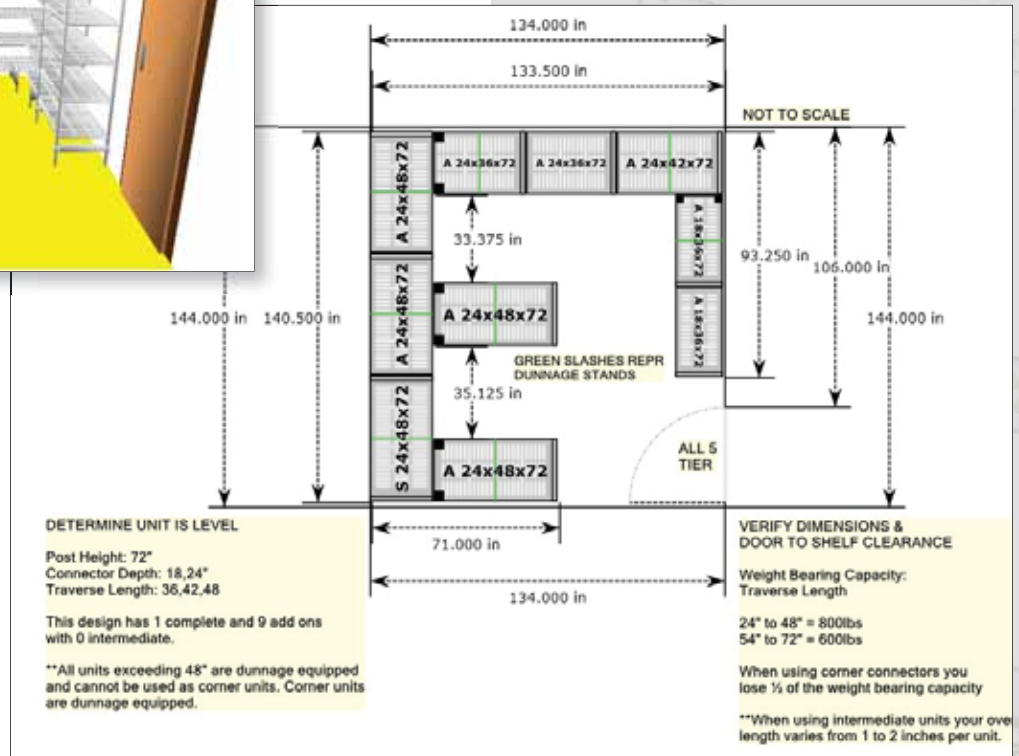 134.000 in
133.500 in
NOT TO SCALE
A 24x48x72
A 24x36x72
A 24x36x72
A 24x42x72
A 18x36x72
33.375 in
93.250 in
106.000 in
A 24x48x72
A 24x48x72
A 18x36x72
144.000 in
140.500 in
144.000 in
GREEN SLASHES REPR
DUNNAGE STANDS
35.125 in
S 24x48x72
A 24x48x72
ALL 5
TIER
71.000 in
134.000 in
DETERMINE UNIT IS LEVEL
Post Height: 72"
Connector Depth: 18,24"
Traverse Length: 36,42,48
This design has 1 complete and 9 add ons
with 0 intermediate.
**All units exceeding 48" are dunnage equipped
and cannot be used as corner units. Corner units
are dunnage equipped.
VERIFY DIMENSIONS &
DOOR TO SHELF CLEARANCE
Weight Bearing Capacity:
Traverse Length
24" to 48" = 800lbs
54" to 72" = 600lbs
When using corner connectors you
lose ½ of the weight bearing capacity
**When using intermediate units your ove
length varies from 1 to 2 inches per unit.